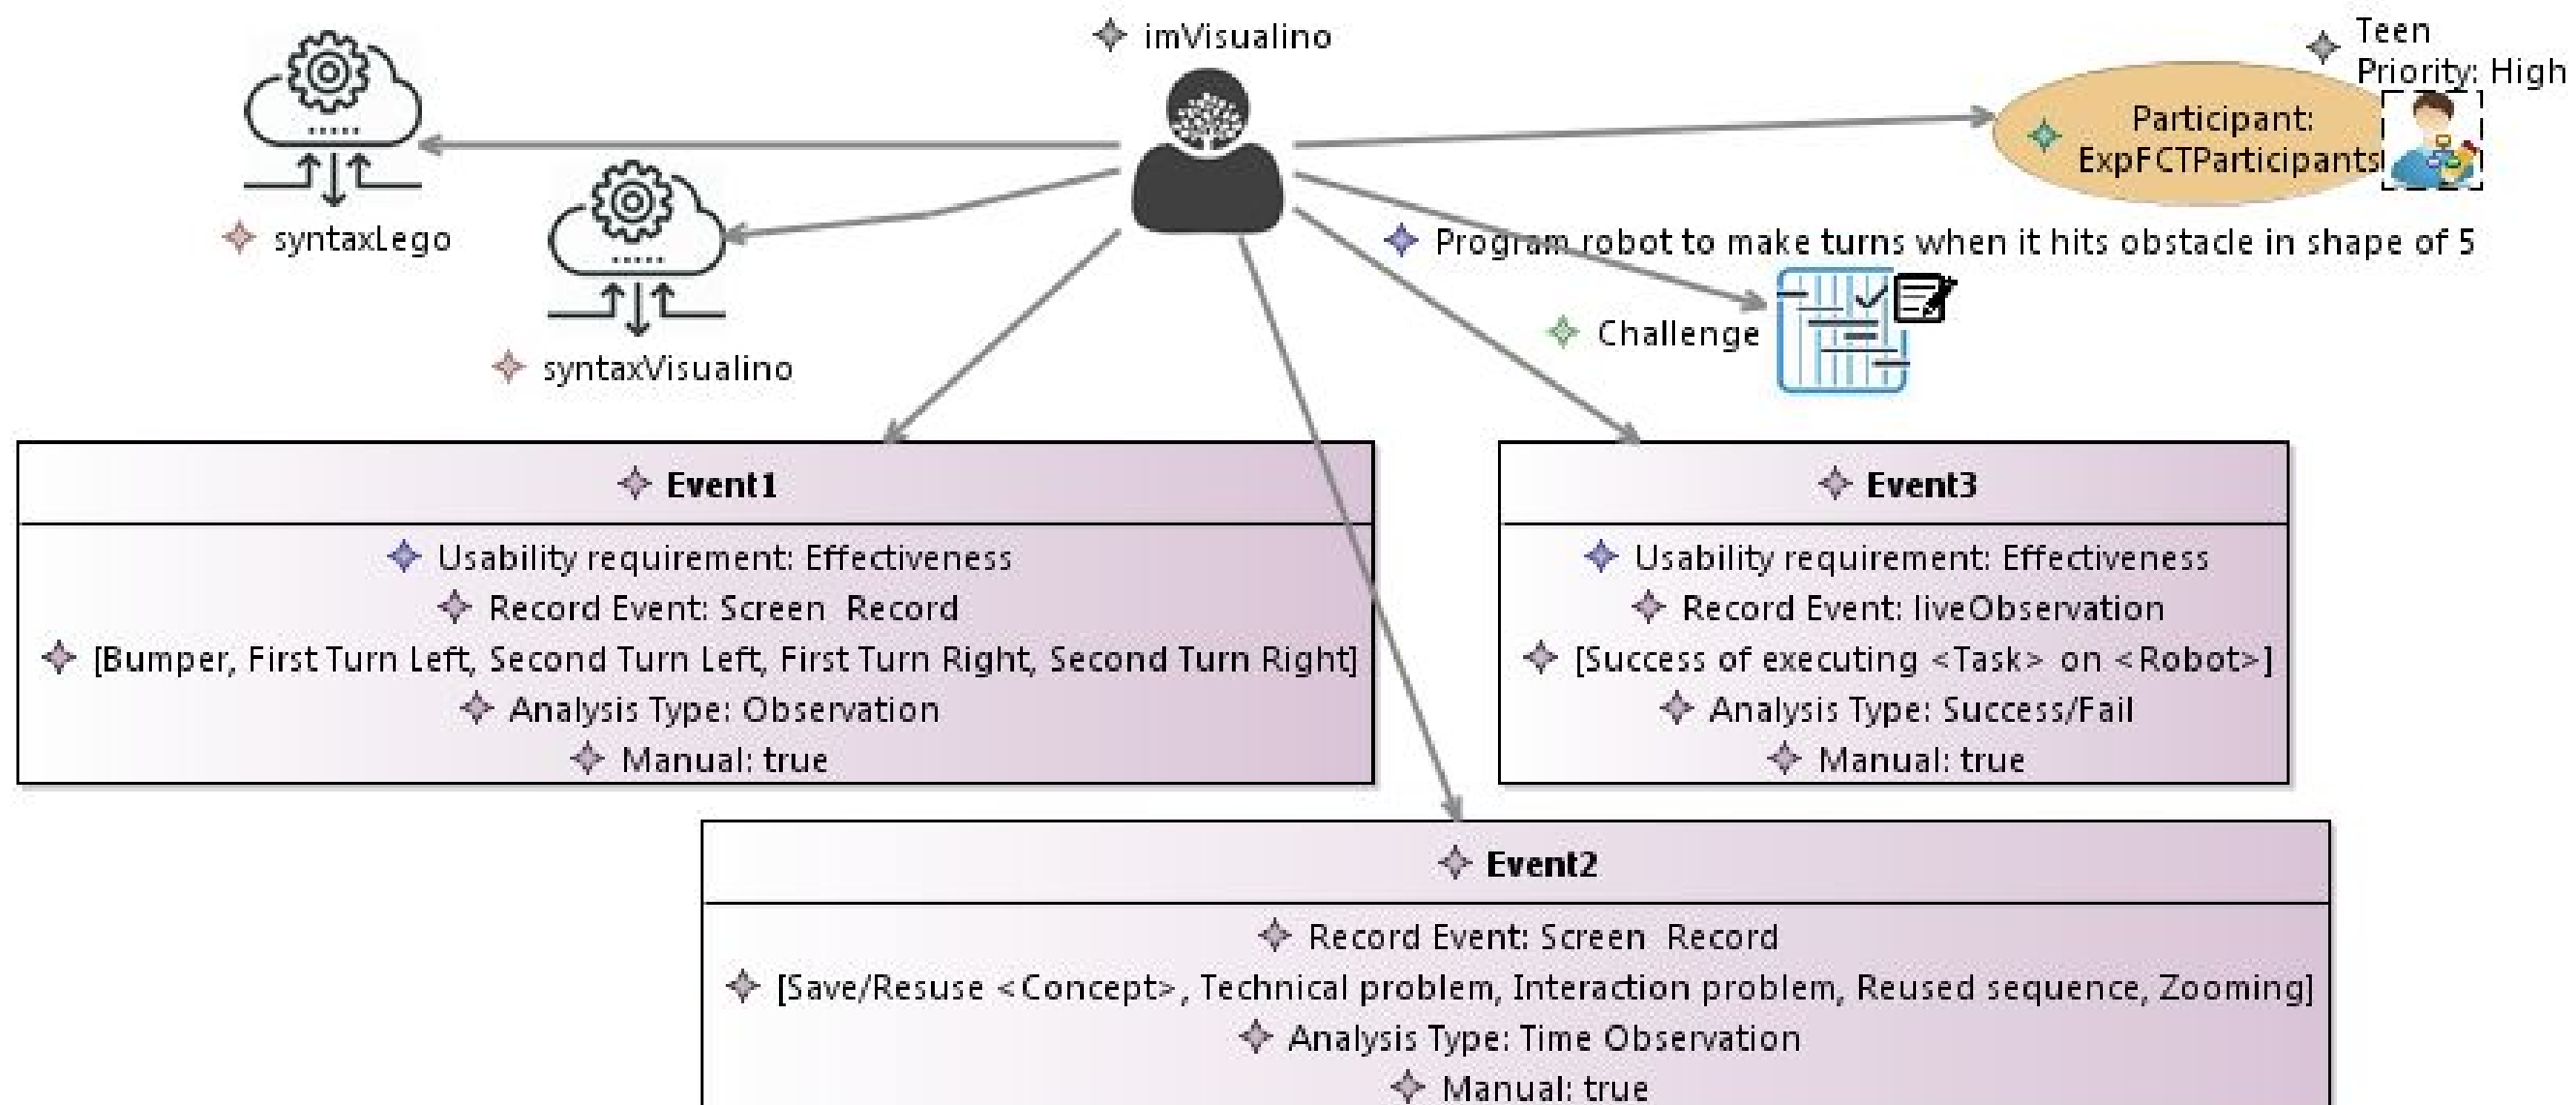 imVisualino
Teen
Priority: High
Participant:
ExpFCTParticipants
syntaxLego
syntaxVisualino
Program robot to make turns when it hits obstacle in shape of 5
Challenge
Event1
Usability requirement: Effectiveness
Record Event: Screen Record
[Bumper, First Turn Left, Second Turn Left, First Turn Right, Second Turn Right]
Analysis Type: Observation
Manual: true
Event3
Usability requirement: Effectiveness
Record Event: liveObservation
[Success of executing <Task> on <Robot>]
Analysis Type: Success/Fail
Manual: true
Event2
Record Event: Screen Record
[Save/Resuse <Concept>, Technical problem, Interaction problem, Reused sequence, Zooming]
Analysis Type: Time Observation
Manual: true